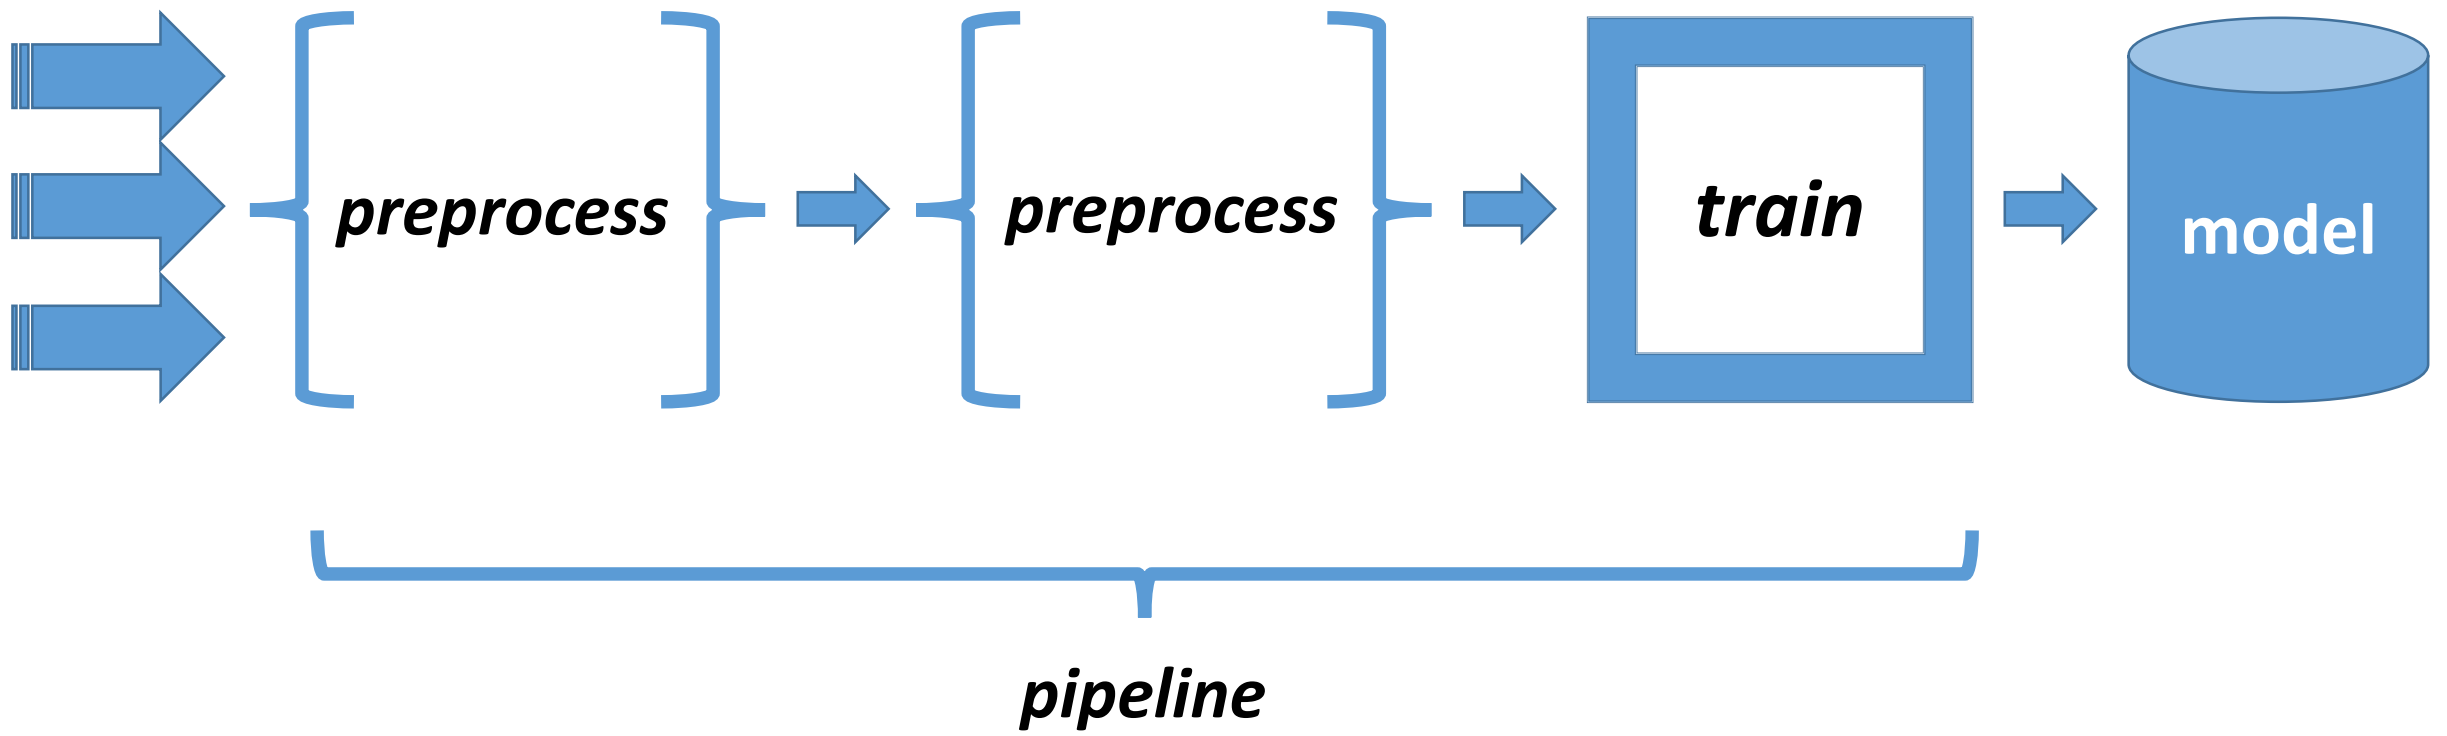 preprocess
preprocess
train
model
pipeline